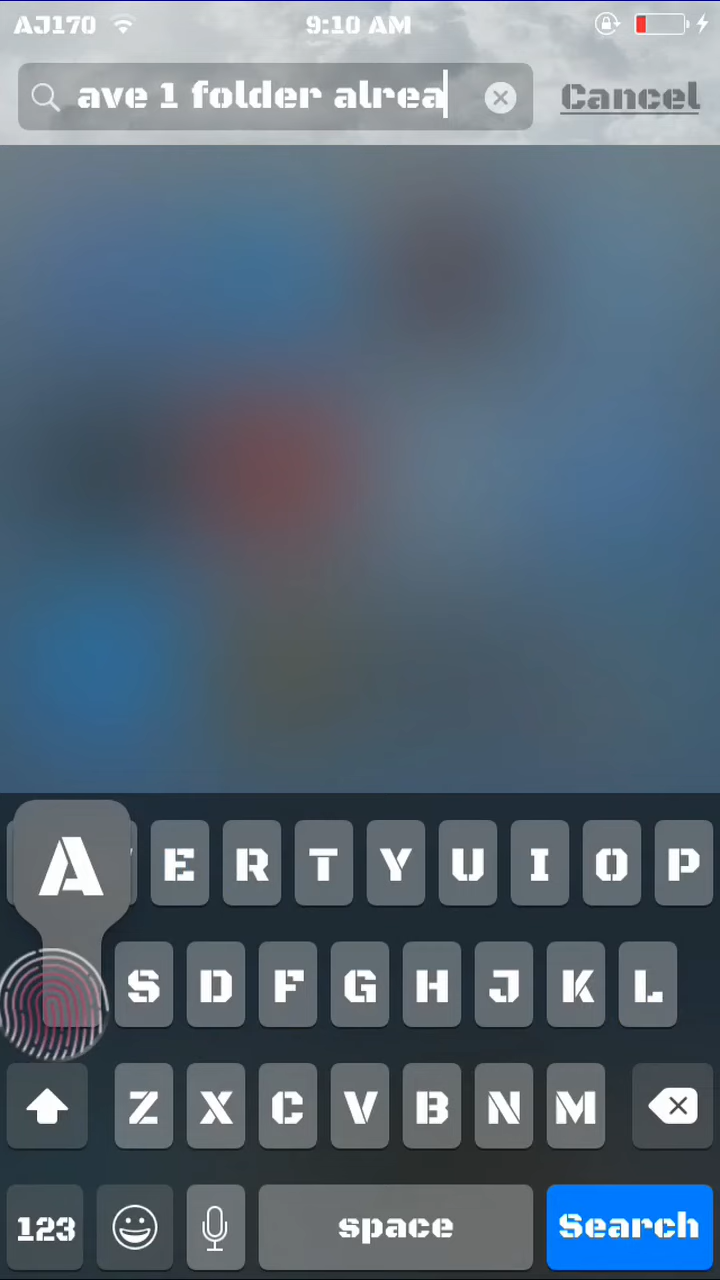 AJ170 9:10 AM
ave 1 folder alrea Cancel
A E R T Y U I O P
S D F G H J K L
Z X C V B N M
123 space Search